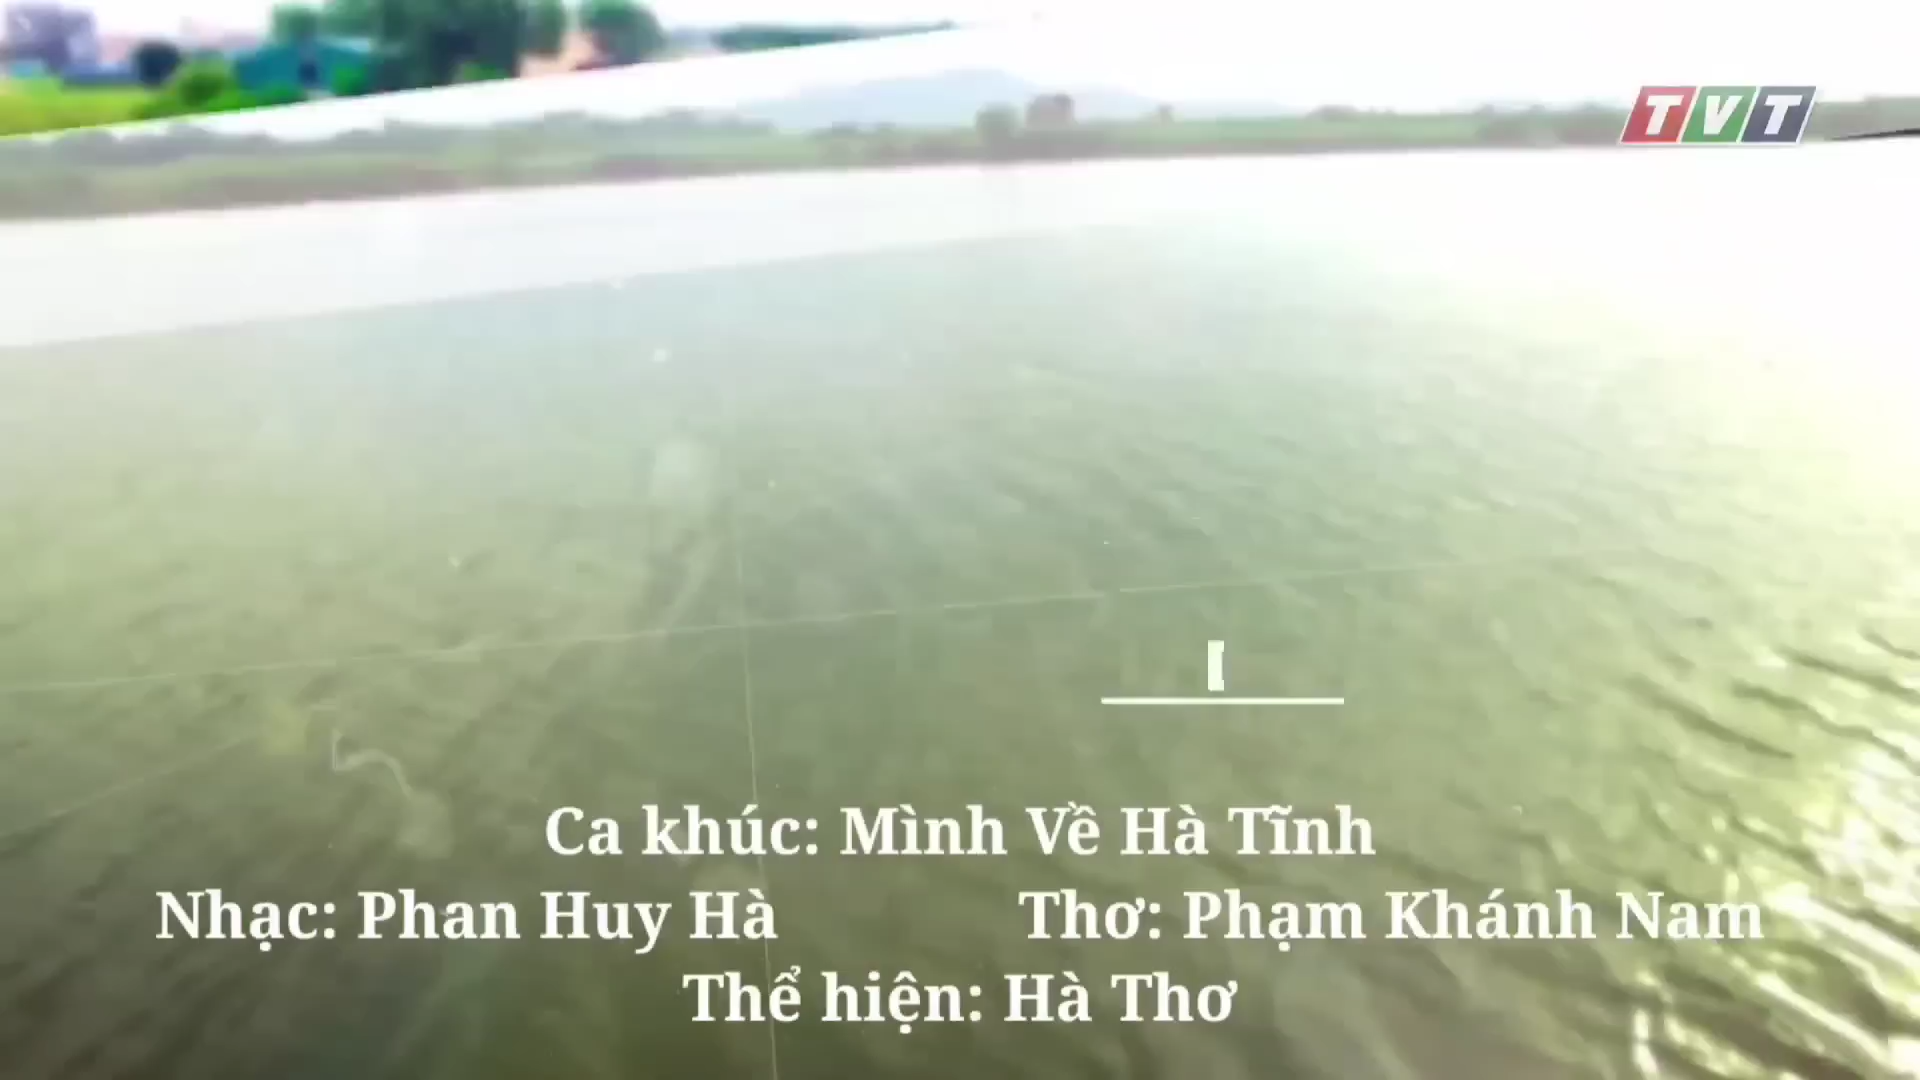 TVT
Ca khúc: Mình Về Hà Tĩnh
Nhạc: Phan Huy Hà Thơ: Phạm Khánh Nam
Thể hiện: Hà Thơ